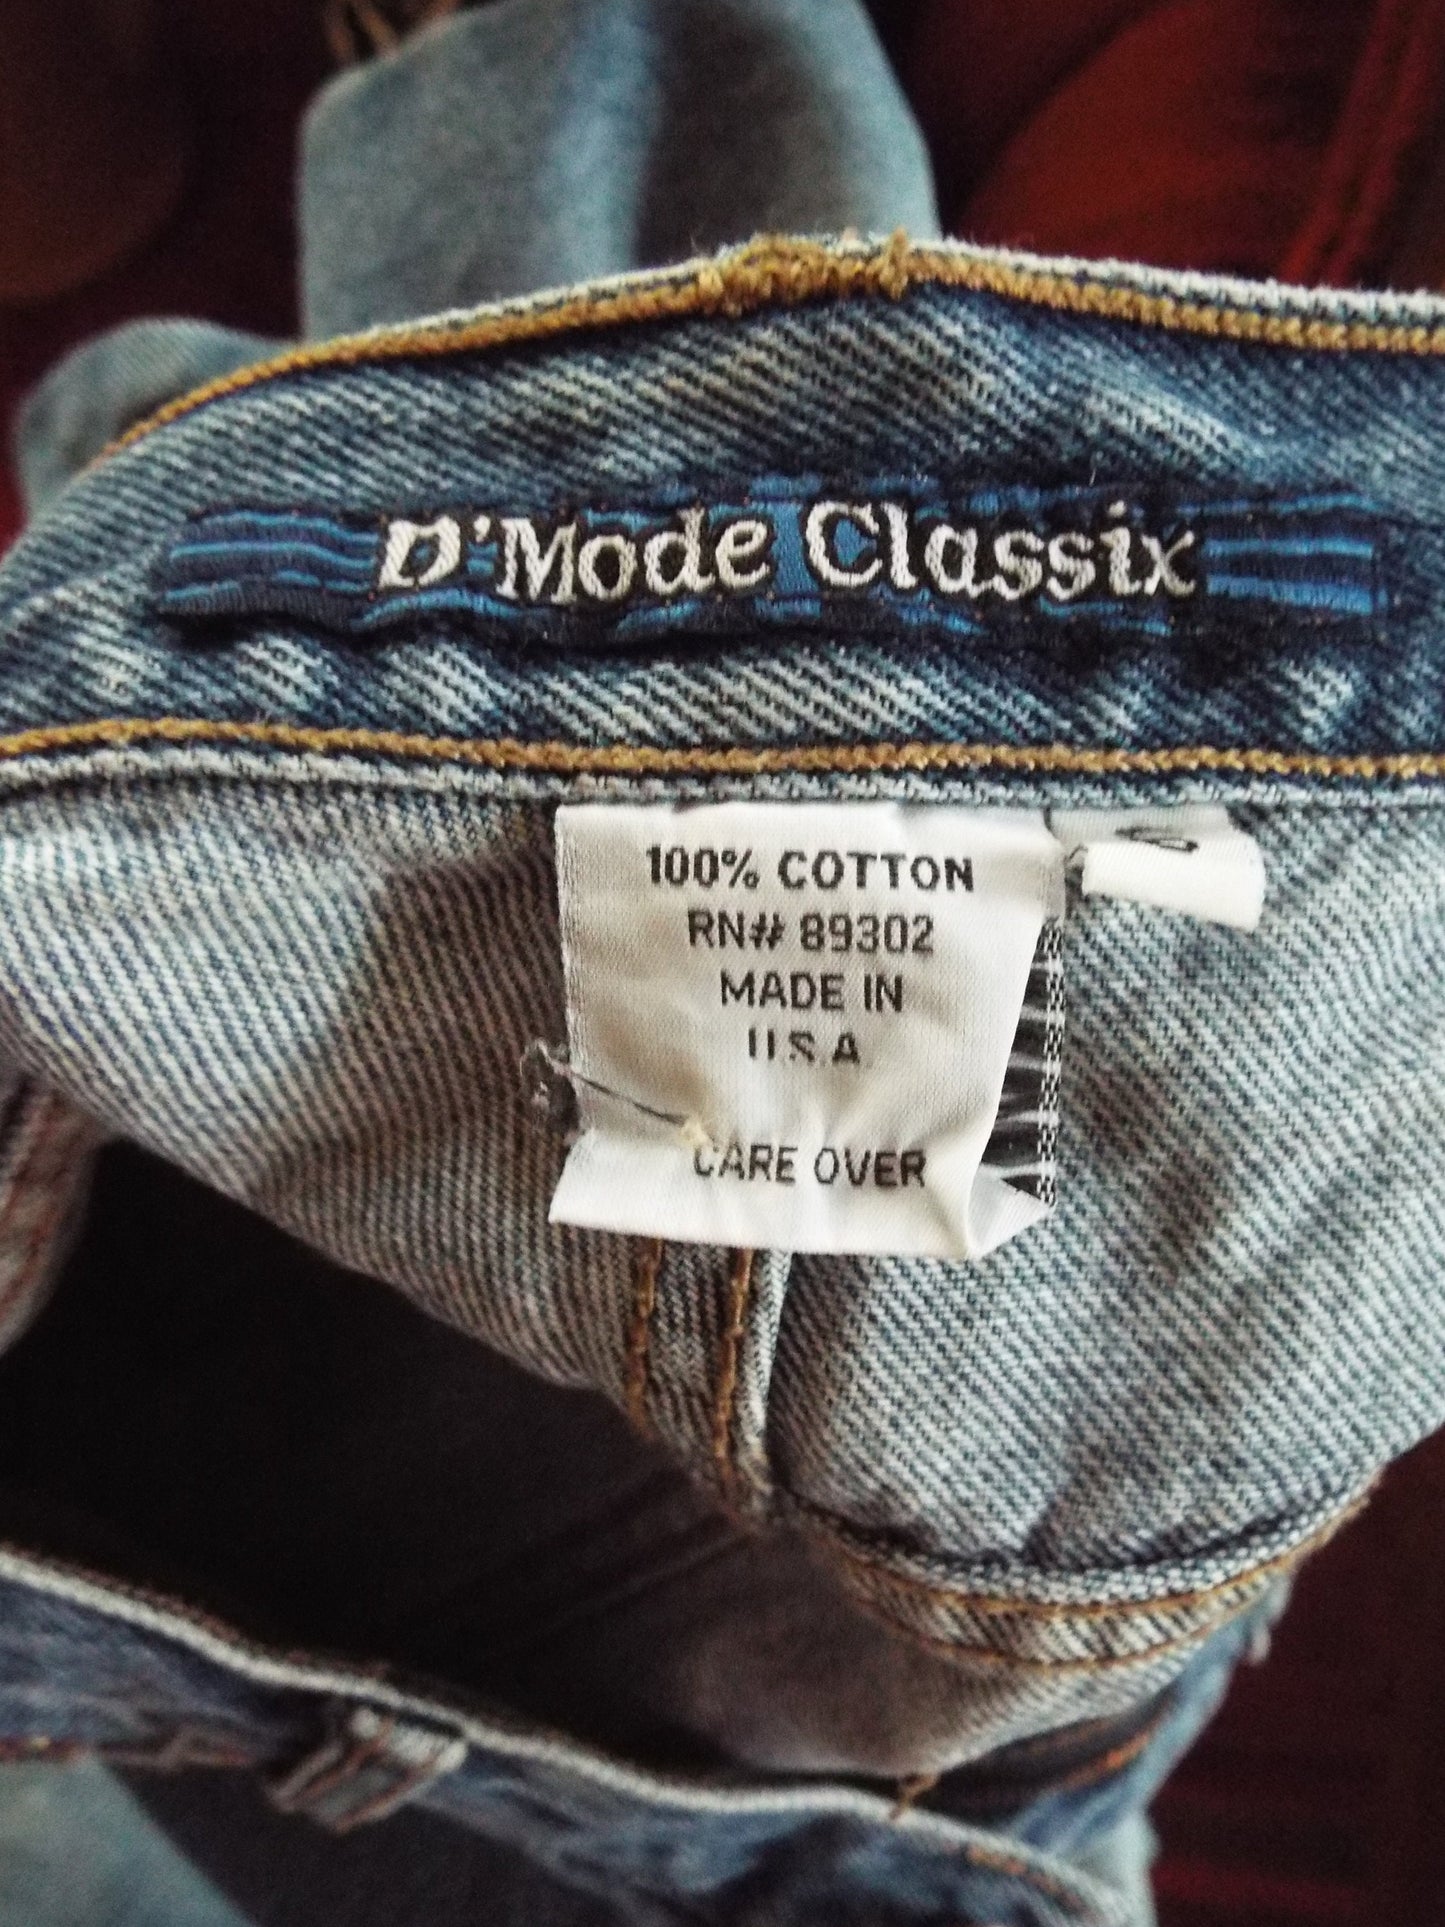 D'Mode Classix
100% COTTON
RN# 89302
MADE IN
U.S.A
CARE OVER